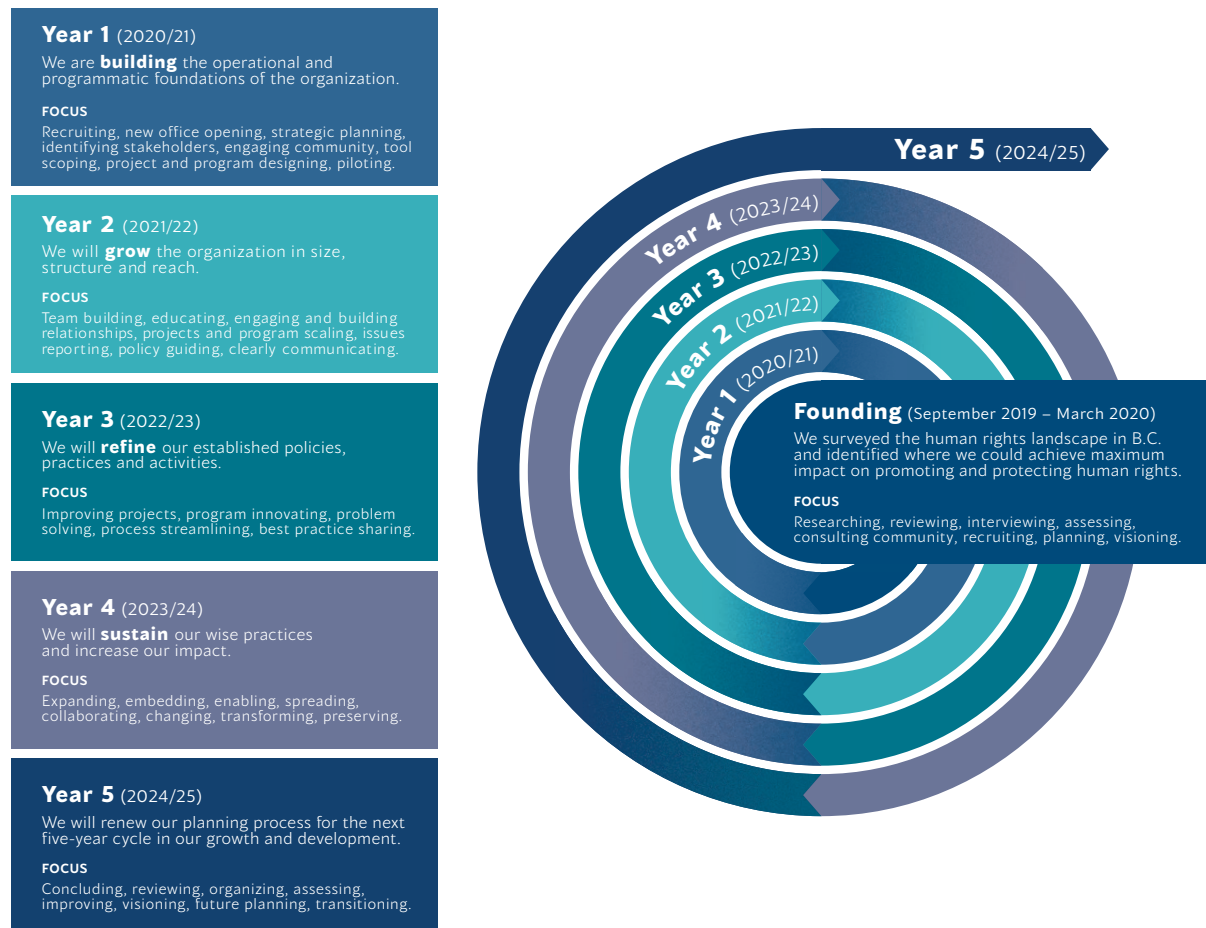 Year 1 (2020/21)
We are building the operational and
programmatic foundations of the organization.
FOCUS
Recruiting, new office opening, strategic planning,
identifying stakeholders, engaging community, tool
scoping, project and program designing, piloting.
Year 2 (2021/22)
We will grow the organization in size,
structure and reach.
FOCUS
Team building, educating, engaging and building
relationships, projects and program scaling, issues
reporting, policy guiding, clearly communicating.
Year 3 (2022/23)
We will refine our established policies,
practices and activities.
FOCUS
Improving projects, program innovating, problem
solving, process streamlining, best practice sharing.
Year 4 (2023/24)
We will sustain our wise practices
and increase our impact.
FOCUS
Expanding, embedding, enabling, spreading,
collaborating, changing, transforming, preserving.
Year 5 (2024/25)
We will renew our planning process for the next
five-year cycle in our growth and development.
FOCUS
Concluding, reviewing, organizing, assessing,
improving, visioning, future planning, transitioning.
Year 5 (2024/25)
Year 4 (2023/24)
Year 3 (2022/23)
Year 2 (2021/22)
Year 1 (2020/21)
Founding (September 2019 – March 2020)
We surveyed the human rights landscape in B.C.
and identified where we could achieve maximum
impact on promoting and protecting human rights.
FOCUS
Researching, reviewing, interviewing, assessing,
consulting community, recruiting, planning, visioning.